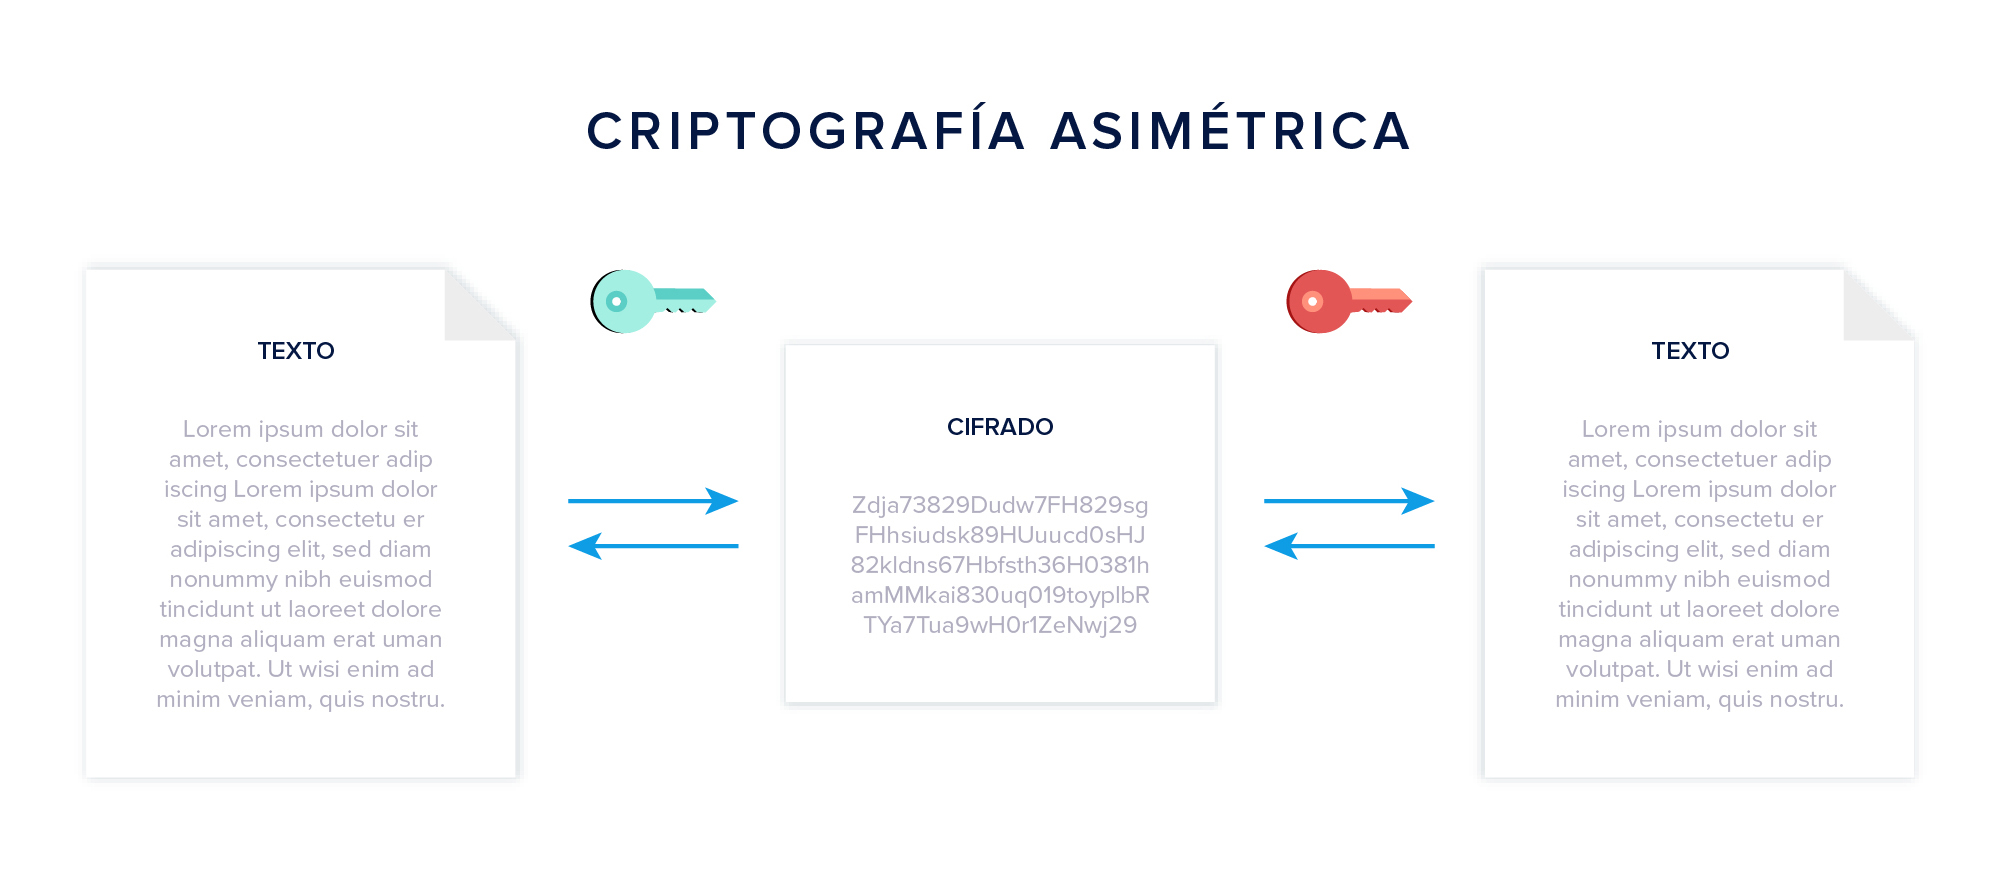 CRIPTOGRAFÍA ASIMÉTRICA
TEXTO
Lorem ipsum dolor sit
amet, consectetuer adip
iscing Lorem ipsum dolor
sit amet, consectetu er
adipiscing elit, sed diam
nonummy nibh euismod
tincidunt ut laoreet dolore
magna aliquam erat uman
volutpat. Ut wisi enim ad
minim veniam, quis nostru.
CIFRADO
Zdja73829Dudw7FH829sg
FHhsiudsk89HUuucd0sHJ
82kldns67Hbfsth36H0381h
amMMkai830uq019toyplbR
TYa7Tua9wH0r1ZeNwj29
TEXTO
Lorem ipsum dolor sit
amet, consectetuer adip
iscing Lorem ipsum dolor
sit amet, consectetu er
adipiscing elit, sed diam
nonummy nibh euismod
tincidunt ut laoreet dolore
magna aliquam erat uman
volutpat. Ut wisi enim ad
minim veniam, quis nostru.